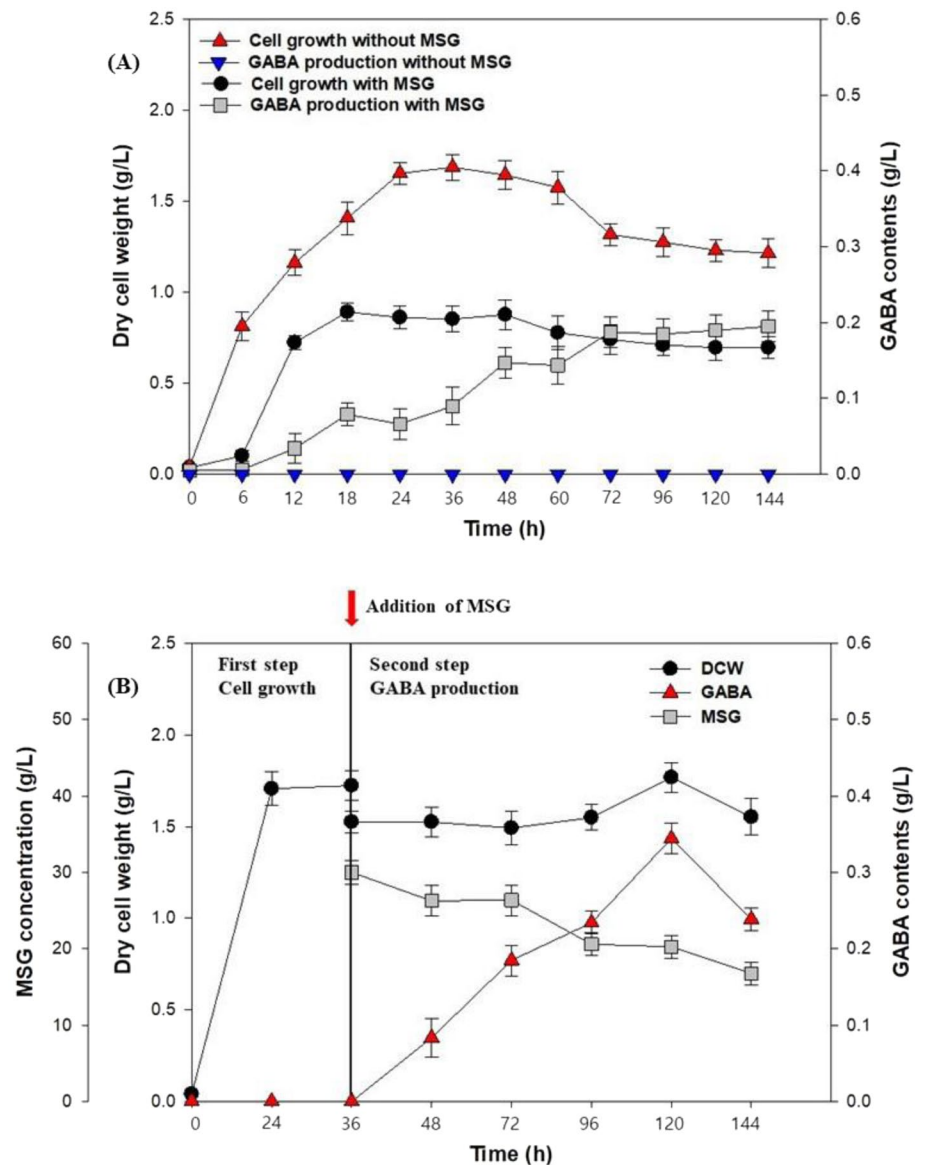 (A)
Cell growth without MSG
GABA production without MSG
Cell growth with MSG
GABA production with MSG
Dry cell weight (g/L)
2.5
2.0
1.5
1.0
0.5
0.0
GABA contents (g/L)
0.6
0.5
0.4
0.3
0.2
0.1
0.0
0 6 12 18 24 36 48 60 72 96 120 144
Time (h)
Addition of MSG
(B)
First step
Cell growth
Second step
GABA production
DCW
GABA
MSG
MSG concentration (g/L)
60
50
40
30
20
10
0
Dry cell weight (g/L)
2.5
2.0
1.5
1.0
0.5
0.0
GABA contents (g/L)
0.6
0.5
0.4
0.3
0.2
0.1
0.0
0 24 36 48 72 96 120 144
Time (h)